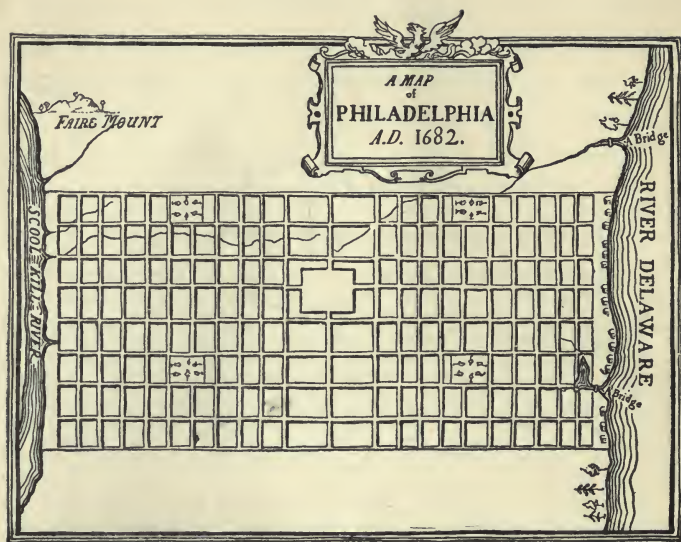 A MAP
of
PHILADELPHIA
A.D. 1682.
FAIRE MOUNT
A Bridge
SCOOL KILL RIVER
RIVER DELAWARE
Bridge